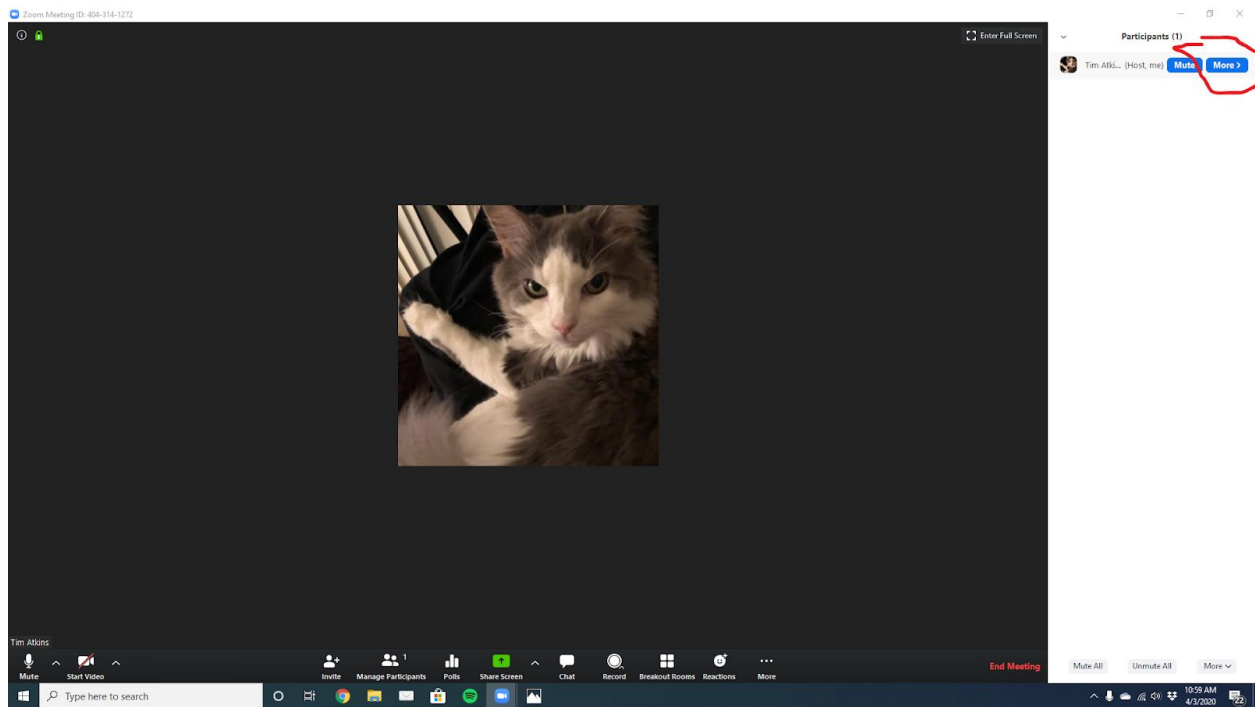 Zoom Meeting ID: 404-314-1272
Enter Full Screen
Participants (1)
Tim Atki... (Host, me) Mute More >
Tim Atkins
Mute Start Video Invite Manage Participants 1 Polls Share Screen Chat Record Breakout Rooms Reactions More End Meeting
Mute All Unmute All More
Type here to search
10:59 AM
4/3/2020
22